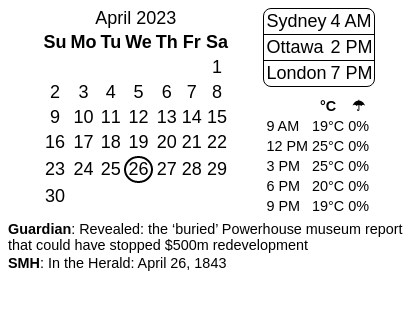 April 2023
Su Mo Tu We Th Fr Sa
1
2 3 4 5 6 7 8
9 10 11 12 13 14 15
16 17 18 19 20 21 22
23 24 25 26 27 28 29
30
Sydney 4 AM
Ottawa 2 PM
London 7 PM
°C ☂
9 AM 19°C 0%
12 PM 25°C 0%
3 PM 25°C 0%
6 PM 20°C 0%
9 PM 19°C 0%
Guardian: Revealed: the ‘buried’ Powerhouse museum report
that could have stopped $500m redevelopment
SMH: In the Herald: April 26, 1843